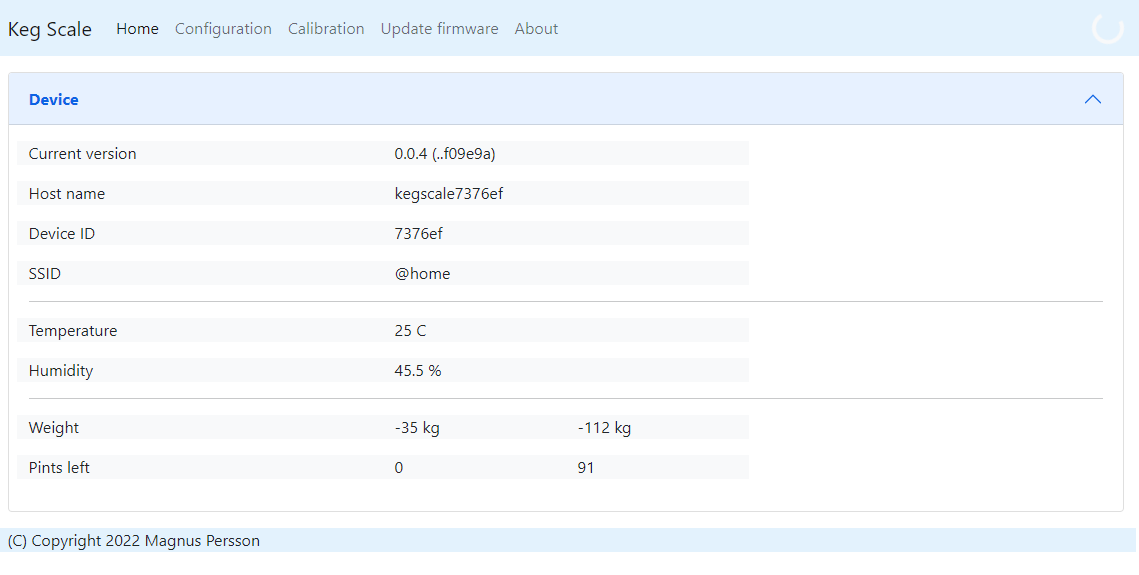 Keg Scale Home Configuration Calibration Update firmware About
Device
Current version 0.0.4 (..f09e9a)
Host name kegscale7376ef
Device ID 7376ef
SSID @home
Temperature 25 C
Humidity 45.5 %
Weight -35 kg -112 kg
Pints left 0 91
(C) Copyright 2022 Magnus Persson